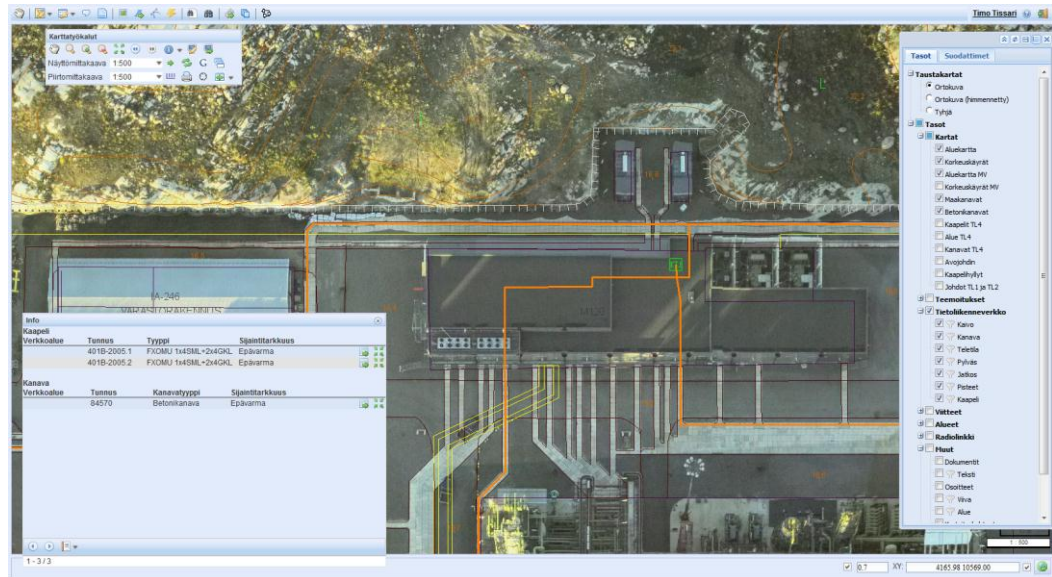 Timo Tissari
Karttatyökalut
Näyttömittakaava 1:500
Piirtomittakaava 1:500
Tasot Suodattimet
Taustakartat
Ortokuva
Ortokuva (himmennetty)
Tyhjä
Tasot
Kartat
Aluekartta
Korkeuskäyrät
Aluekartta MV
Korkeuskäyrät MV
Maakanavat
Betonikanavat
Kaapelit TL4
Alue TL4
Kanavat TL4
Avojohdin
Kaapelihyllyt
Johdot TL1 ja TL2
Teemoitukset
Tietoliikenneverkko
Kaivo
Kanava
Teletila
Pylväs
Jatkos
Pisteet
Kaapeli
Viitteet
Alueet
Radiolinkki
Muut
Dokumentit
Teksti
Osoitteet
Viiva
Alue
IA-246
VARASTORAKENNUS
Info
Kaapeli
Verkkoalue Tunnus Tyyppi Sijaintitarkkuus
401B-2005.1 FXOMU 1x4SML+2x4GKL Epävarma
401B-2005.2 FXOMU 1x4SML+2x4GKL Epävarma
Kanava
Verkkoalue Tunnus Kanavatyyppi Sijaintitarkkuus
84570 Betonikanava Epävarma
1 - 3 / 3
1 : 500
0,7 XY: 4165.98 10569.00